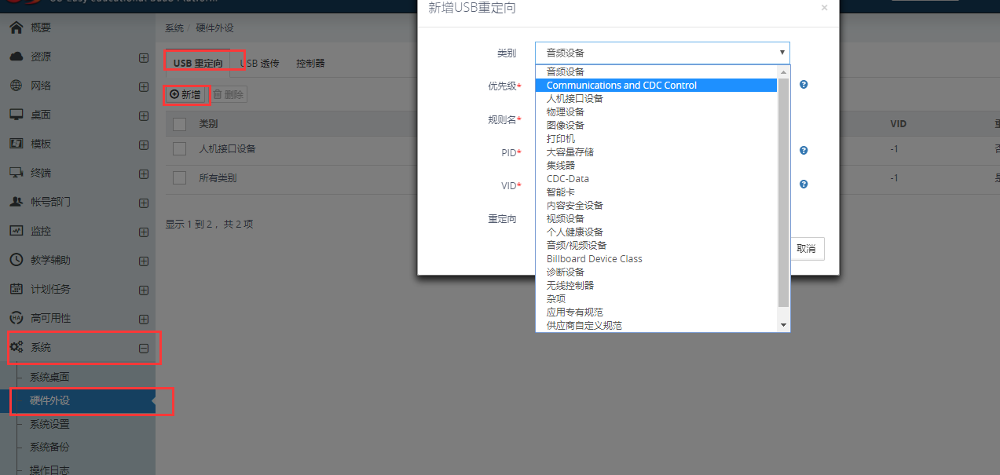 新增USB重定向
×
概要
资源
网络
桌面
模板
终端
帐号部门
监控
教学辅助
计划任务
高可用性
系统
系统桌面
硬件外设
系统设置
系统备份
操作日志
系统 / 硬件外设
USB 重定向
USB 透传
控制器
新增
删除
类别
VID
人机接口设备
-1
所有类别
-1
显示 1 到 2 ，共 2 项
类别
音频设备
优先级*
规则名*
PID*
VID*
重定向
音频设备
Communications and CDC Control
人机接口设备
物理设备
图像设备
打印机
大容量存储
集线器
CDC-Data
智能卡
内容安全设备
视频设备
个人健康设备
音频/视频设备
Billboard Device Class
诊断设备
无线控制器
杂项
应用专有规范
供应商自定义规范
取消